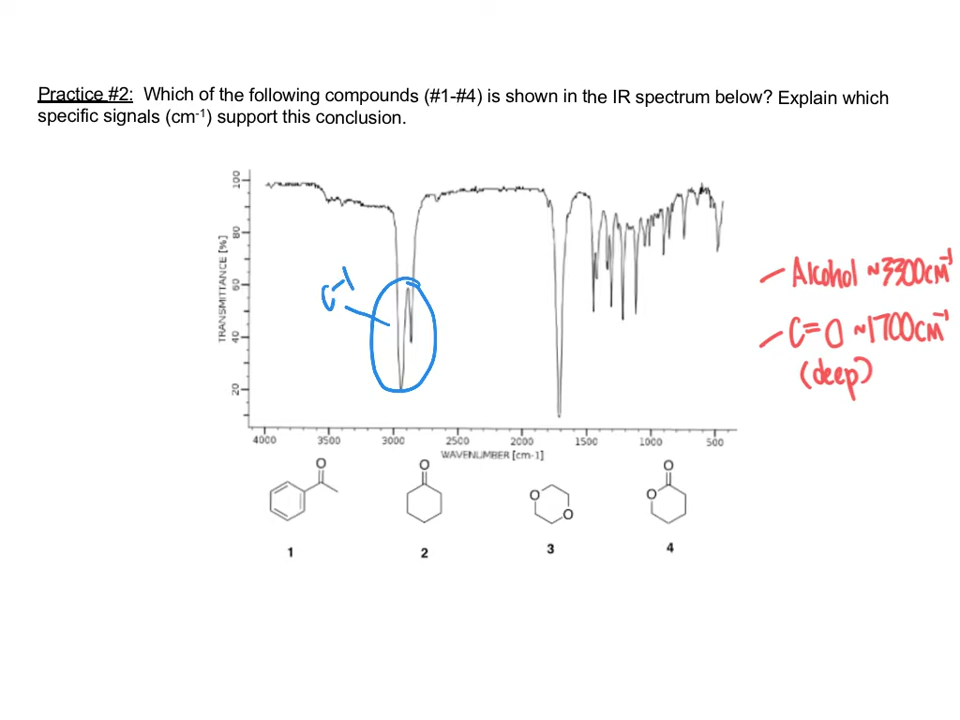 Practice #2: Which of the following compounds (#1-#4) is shown in the IR spectrum below? Explain which
specific signals (cm-1) support this conclusion.
100
80
60
40
20
TRANSMITTANCE [%]
Alcohol ~3300cm-1
C=O ~1700cm-1
(deep)
4000 3500 3000 2500 2000 1500 1000 500
WAVENUMBER [cm-1]
O O O O
O O O
1 2 3 4